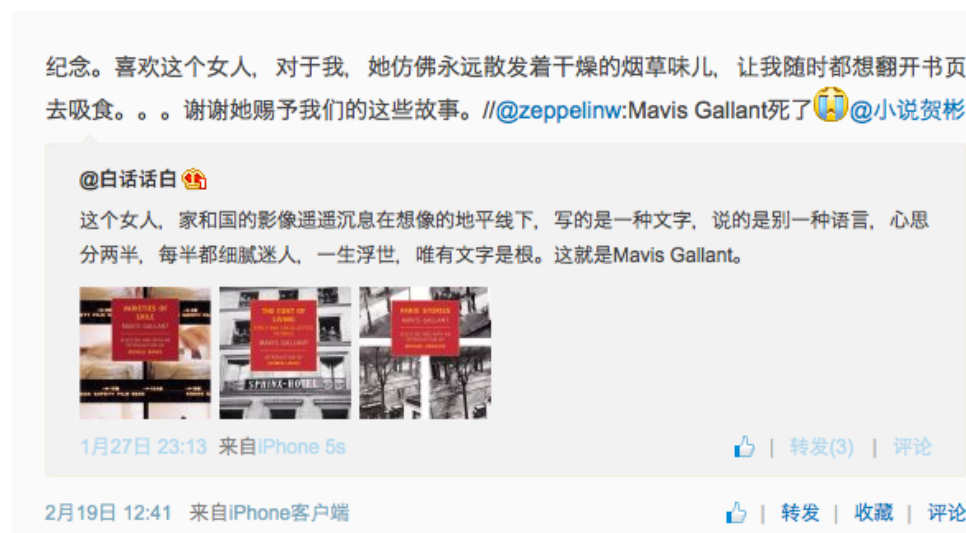 纪念。喜欢这个女人，对于我，她仿佛永远散发着干燥的烟草味儿，让我随时都想翻开书页
去吸食。。。谢谢她赐予我们的这些故事。//@zeppelinw:Mavis Gallant死了@小说贺彬
@白话话白
这个女人，家和国的影像遥遥沉息在想像的地平线下，写的是一种文字，说的是别一种语言，心思
分两半，每半都细腻迷人，一生浮世，唯有文字是根。这就是Mavis Gallant。
VARIETIES OF
EXILE
MAVIS GALLANT
THE COST OF
LIVING
MAVIS GALLANT
SPHINX-HOTEL
PARIS STORIES
MAVIS GALLANT
1月27日 23:13 来自iPhone 5s
| 转发(3) | 评论
2月19日 12:41 来自iPhone客户端
| 转发 | 收藏 | 评论